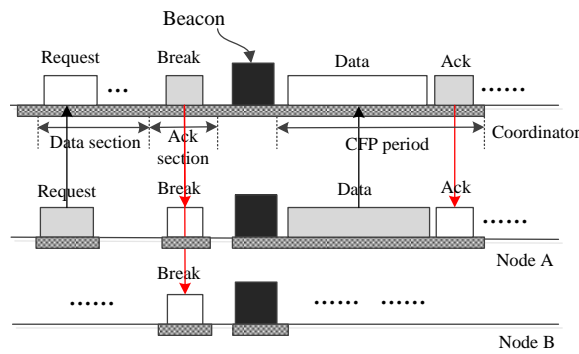 Beacon
Request
Break
Data
Ack
...
......
Coordinator
Data section
Ack
section
CFP period
Request
Break
Data
Ack
......
Node A
Break
......
......
......
Node B